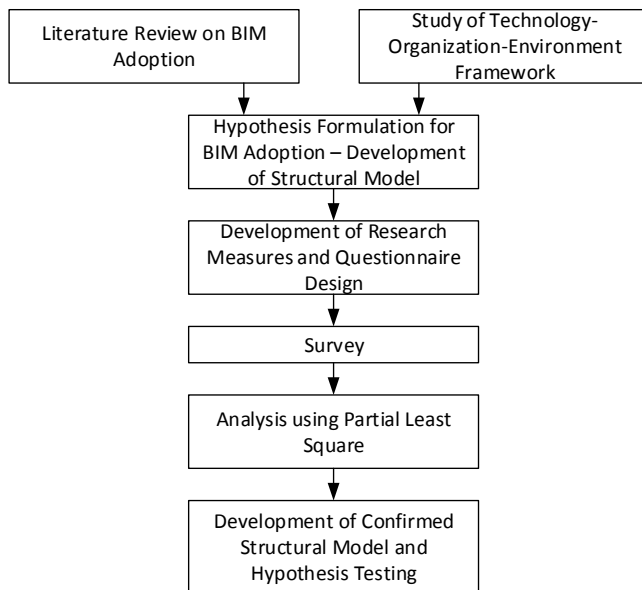 Literature Review on BIM
Adoption
Study of Technology-
Organization-Environment
Framework
Hypothesis Formulation for
BIM Adoption – Development
of Structural Model
Development of Research
Measures and Questionnaire
Design
Survey
Analysis using Partial Least
Square
Development of Confirmed
Structural Model and
Hypothesis Testing